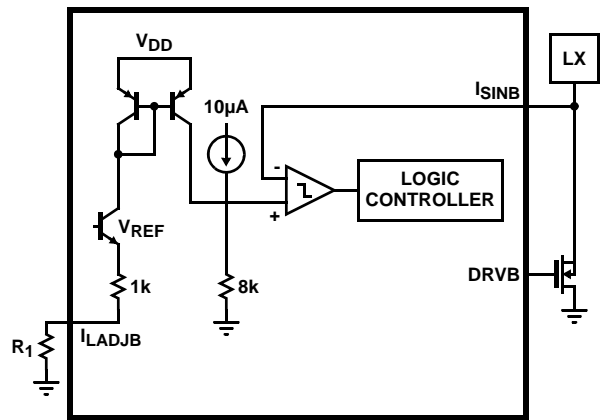 VDD
LX
ISINB
10µA
-
+
LOGIC
CONTROLLER
VREF
DRVB
1k
8k
ILADJB
R1